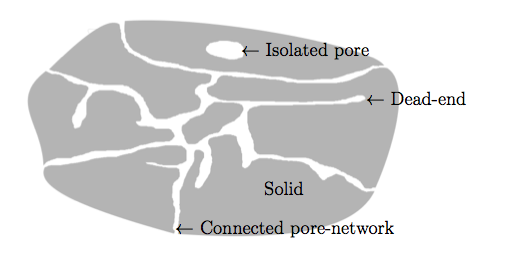 ← Isolated pore
← Dead-end
Solid
← Connected pore-network